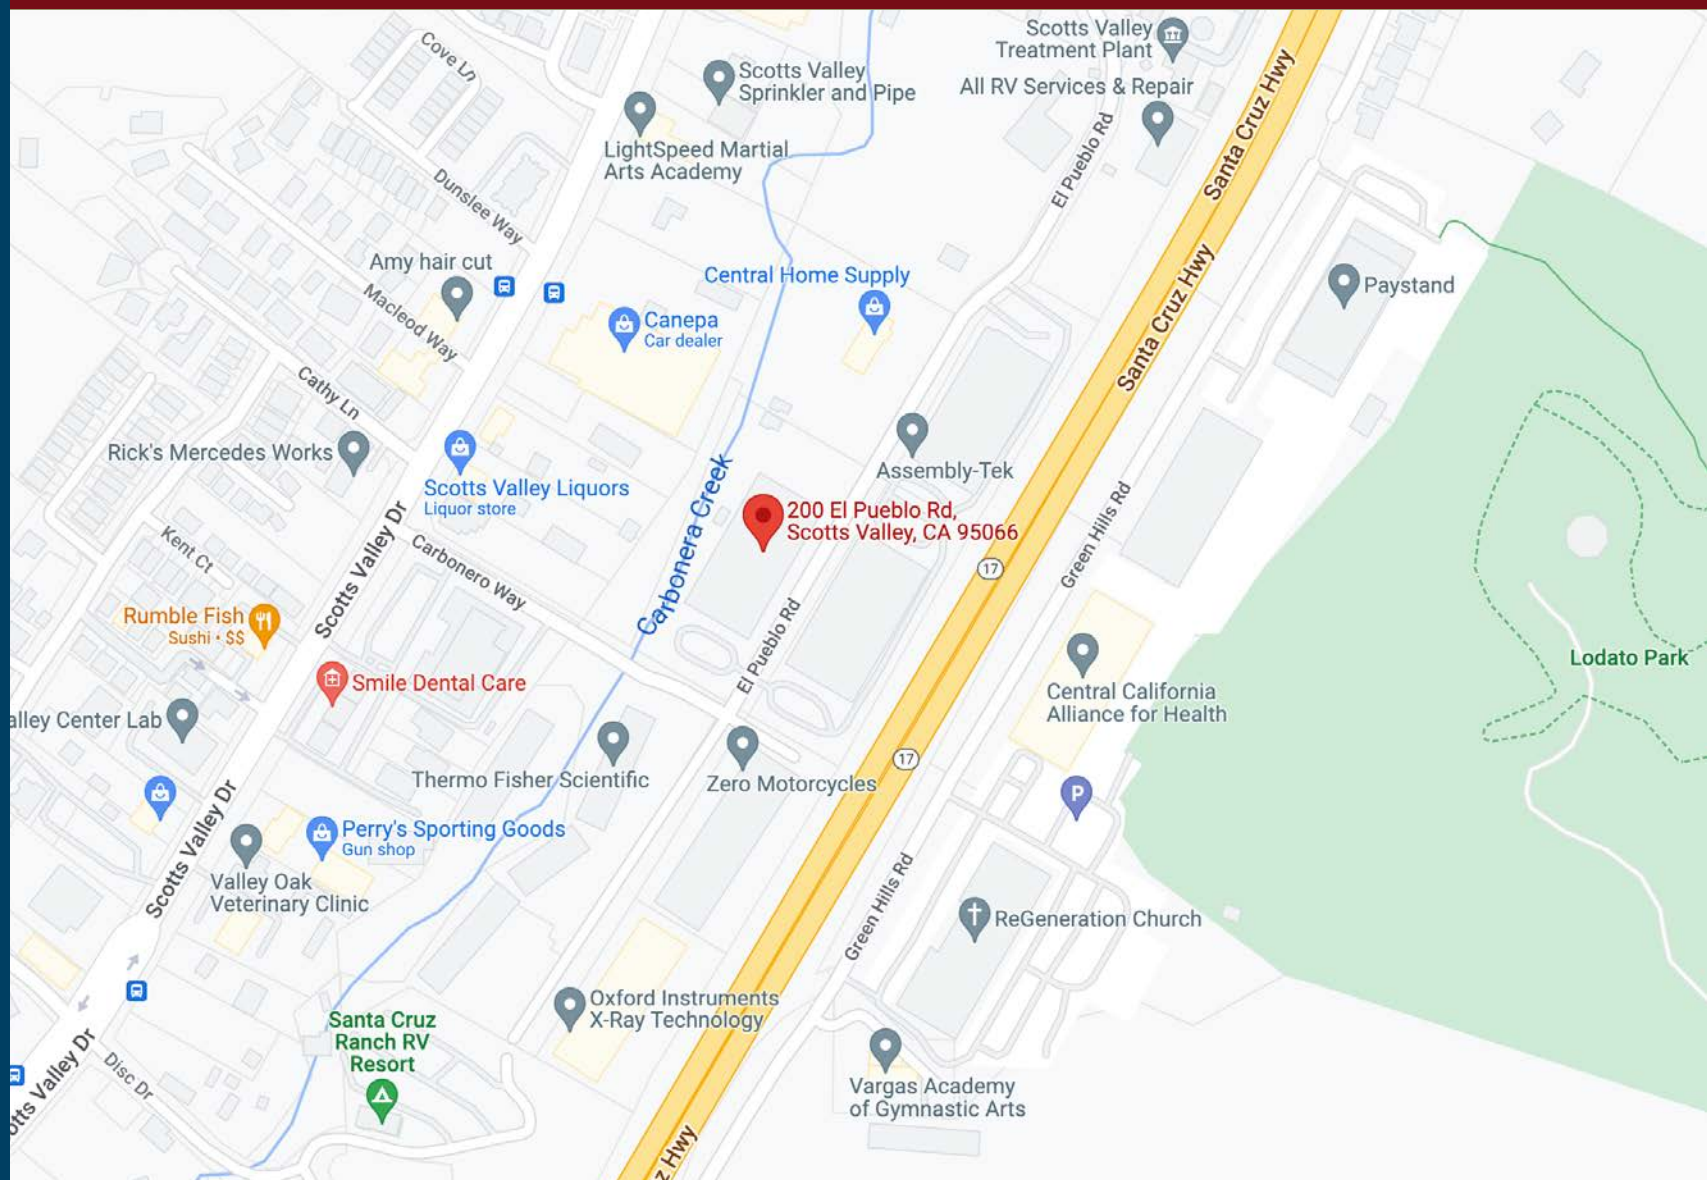 Scotts Valley
Treatment Plant
Cove Ln
Scotts Valley
Sprinkler and Pipe
All RV Services & Repair
Santa Cruz Hwy
LightSpeed Martial
Arts Academy
El Pueblo Rd
Dunslee Way
Amy hair cut
Central Home Supply
Santa Cruz Hwy
Paystand
Macleod Way
Canepa
Car dealer
Cathy Ln
Rick's Mercedes Works
Assembly-Tek
Scotts Valley Liquors
Liquor store
Carbonera Creek
200 El Pueblo Rd,
Scotts Valley, CA 95066
Green Hills Rd
Kent Ct
Scotts Valley Dr
Carbonero Way
17
Rumble Fish
Sushi • $$
El Pueblo Rd
Lodato Park
Smile Dental Care
Central California
Alliance for Health
alley Center Lab
Thermo Fisher Scientific
Zero Motorcycles
17
P
Scotts Valley Dr
Perry's Sporting Goods
Gun shop
Valley Oak
Veterinary Clinic
Green Hills Rd
ReGeneration Church
Oxford Instruments
X-Ray Technology
Santa Cruz
Ranch RV
Resort
otts Valley Dr
Disc Dr
Vargas Academy
of Gymnastic Arts
z Hwy